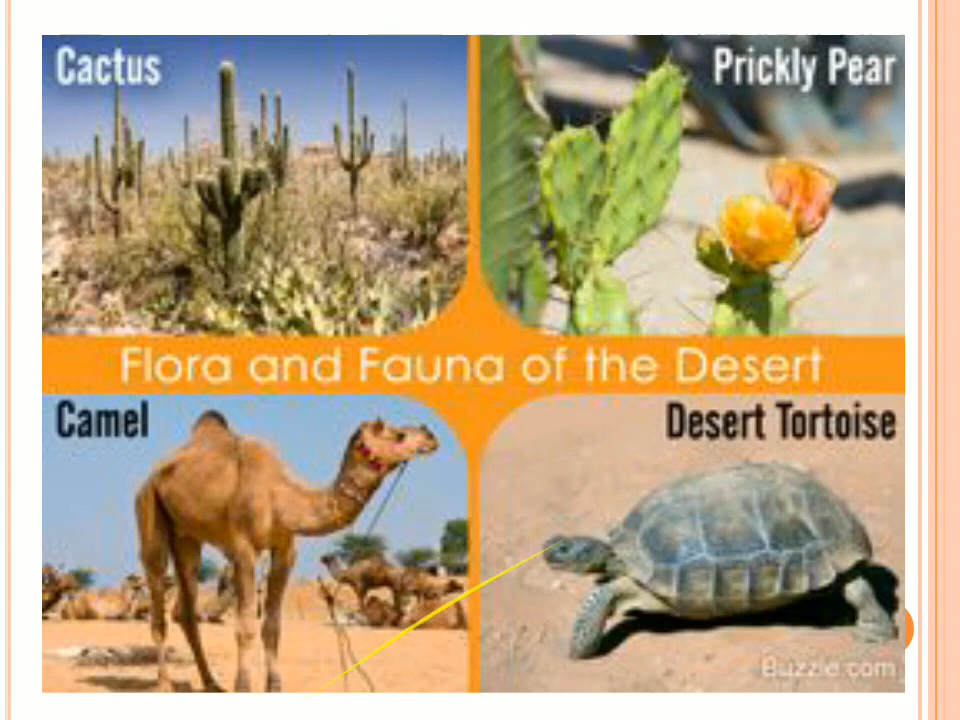 Cactus
Prickly Pear
Flora and Fauna of the Desert
Camel
Desert Tortoise
Buzzle.com